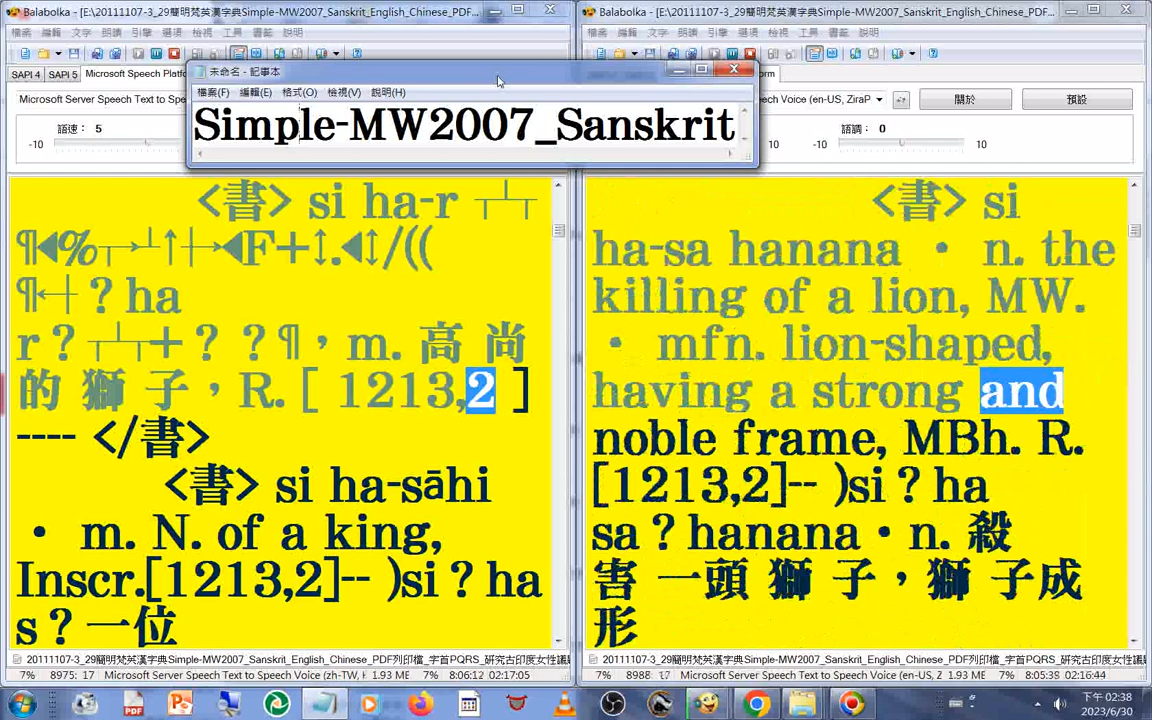 Balabolka - [E:\20111107-3_29簡明梵英漢字典Simple-MW2007_Sanskrit_English_Chinese_PDF...
檔案 編輯 文字 朗讀 引擎 選項 檢視 工具 書籤 說明
SAPI 4 SAPI 5 Microsoft Speech Platfo
Microsoft Server Speech Text to Speech
語速： 5
-10
未命名 - 記事本
檔案(F) 編輯(E) 格式(O) 檢視(V) 說明(H)
Simple-MW2007_Sanskrit
Balabolka - [E:\20111107-3_29簡明梵英漢字典Simple-MW2007_Sanskrit_English_Chinese_PDF...
檔案 編輯 文字 朗讀 引擎 選項 檢視 工具 書籤 說明
orm
ech Voice (en-US, ZiraP
關於 預設
語調： 0
10 -10 10
<書> si ha-r ┴┬
¶◀%┬→┴↑┼→◀F+↕.◀↕/((
¶←┤？ha
r？┴┬+？？¶，m. 高 尚
的 獅 子，R. [ 1213,2 ]
---- </書>
<書> si ha-sāhi
• m. N. of a king,
Inscr.[1213,2]-- )si？ha
s？一位
<書> si
ha-sa hanana • n. the
killing of a lion, MW.
• mfn. lion-shaped,
having a strong and
noble frame, MBh. R.
[1213,2]-- )si？ha
sa？hanana•n. 殺
害 一頭 獅 子，獅 子成
形
20111107-3_29簡明梵英漢字典Simple-MW2007_Sanskrit_English_Chinese_PDF列印檔_字首PQRS_研究古印度女性議
7% 8975: 17 Microsoft Server Speech Text to Speech Voice (zh-TW, H 1.93 MB 7% 8:06:12 02:17:05
20111107-3_29簡明梵英漢字典Simple-MW2007_Sanskrit_English_Chinese_PDF列印檔_字首PQRS_研究古印度女性議
7% 8988: 17 Microsoft Server Speech Text to Speech Voice (en-US, Z 1.93 MB 7% 8:05:39 02:16:44
下午 02:38
2023/6/30